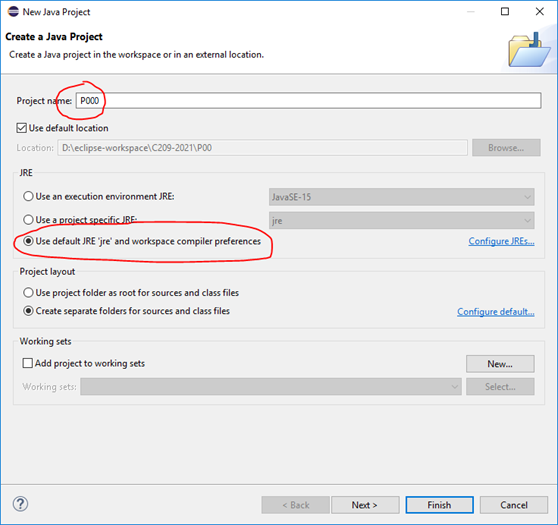 New Java Project
Create a Java Project
Create a Java project in the workspace or in an external location.
Project name: P000
Use default location
Location: D:\eclipse-workspace\C209-2021\P00 Browse...
JRE
Use an execution environment JRE: JavaSE-15
Use a project specific JRE: jre
Use default JRE 'jre' and workspace compiler preferences Configure JREs...
Project layout
Use project folder as root for sources and class files
Create separate folders for sources and class files Configure default...
Working sets
Add project to working sets New...
Working sets: Select...
? < Back Next > Finish Cancel